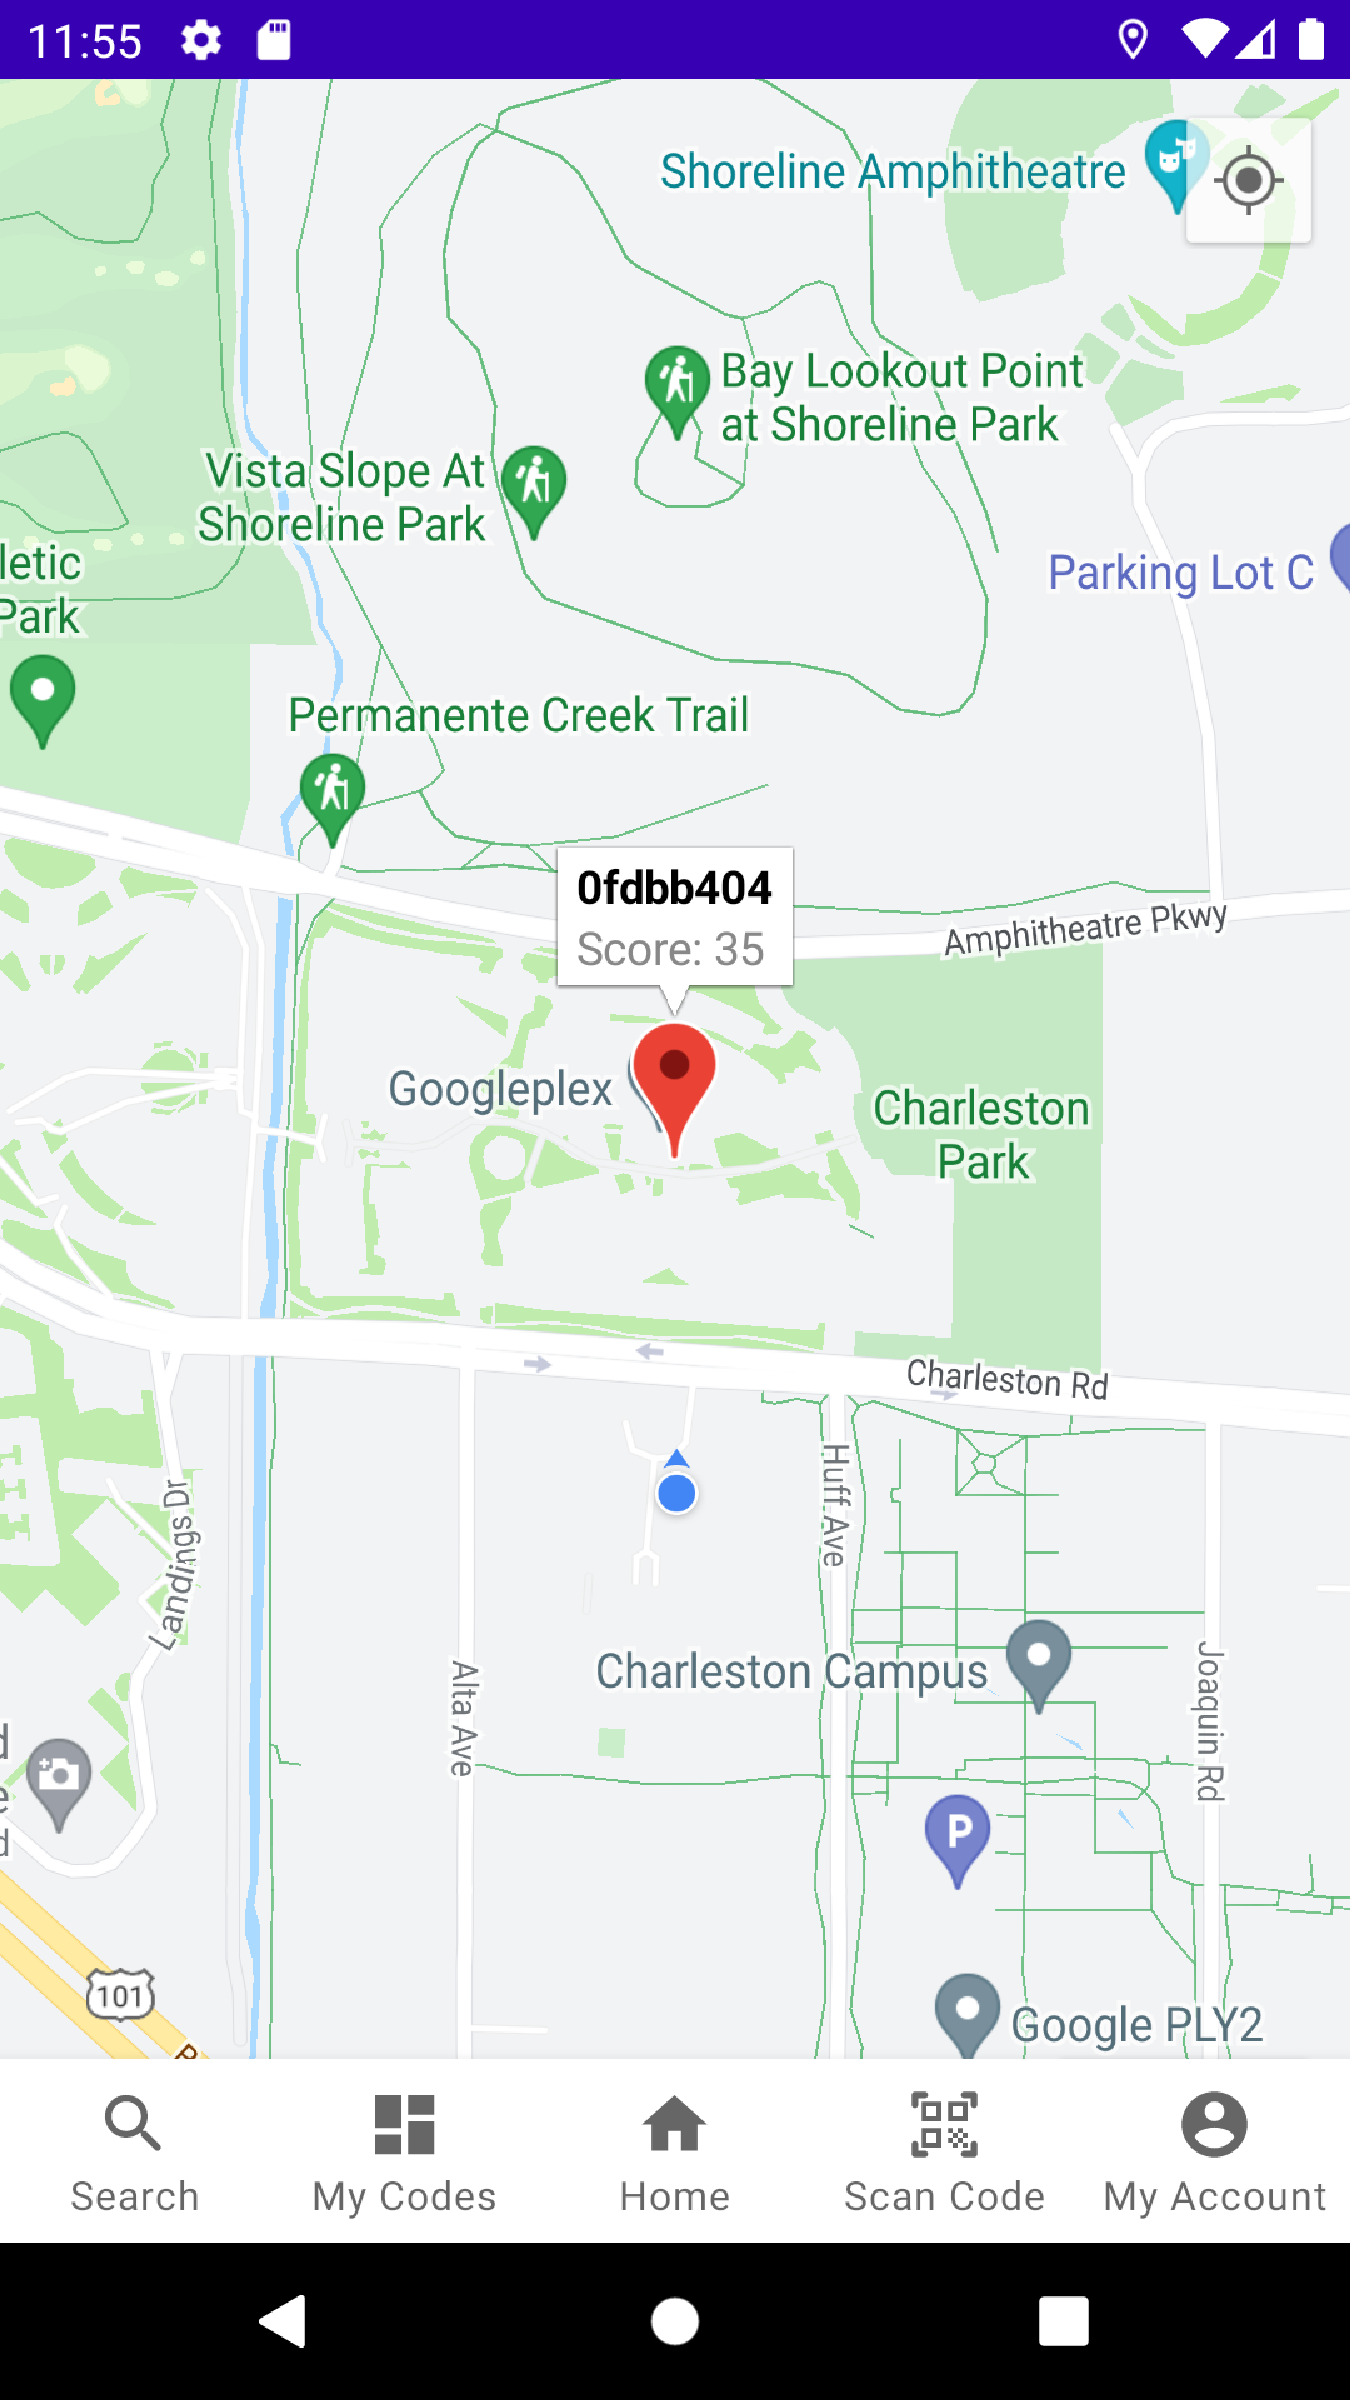 11:55
Shoreline Amphitheatre
Bay Lookout Point
at Shoreline Park
Vista Slope At
Shoreline Park
letic
Park
Parking Lot C
Permanente Creek Trail
0fdbb404
Score: 35
Amphitheatre Pkwy
Googleplex
Charleston
Park
Charleston Rd
Huff Ave
Landings Dr
Alta Ave
Charleston Campus
Joaquin Rd
P
101
Google PLY2
Search
My Codes
Home
Scan Code
My Account